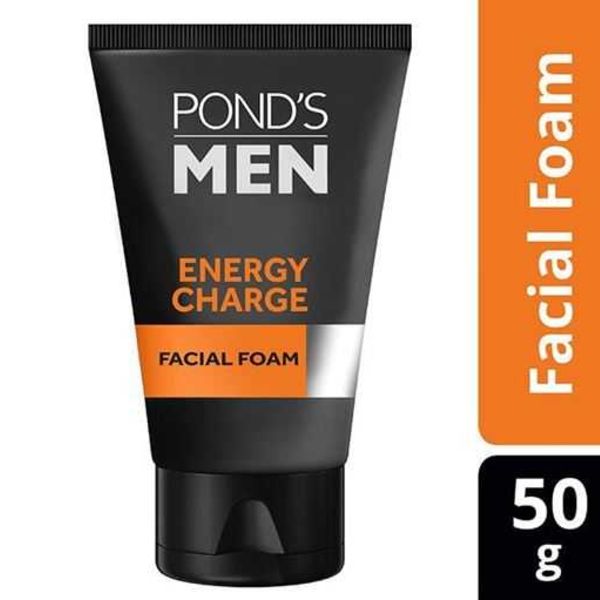 POND'S
MEN
ENERGY
CHARGE
FACIAL FOAM
Facial Foam
50
g